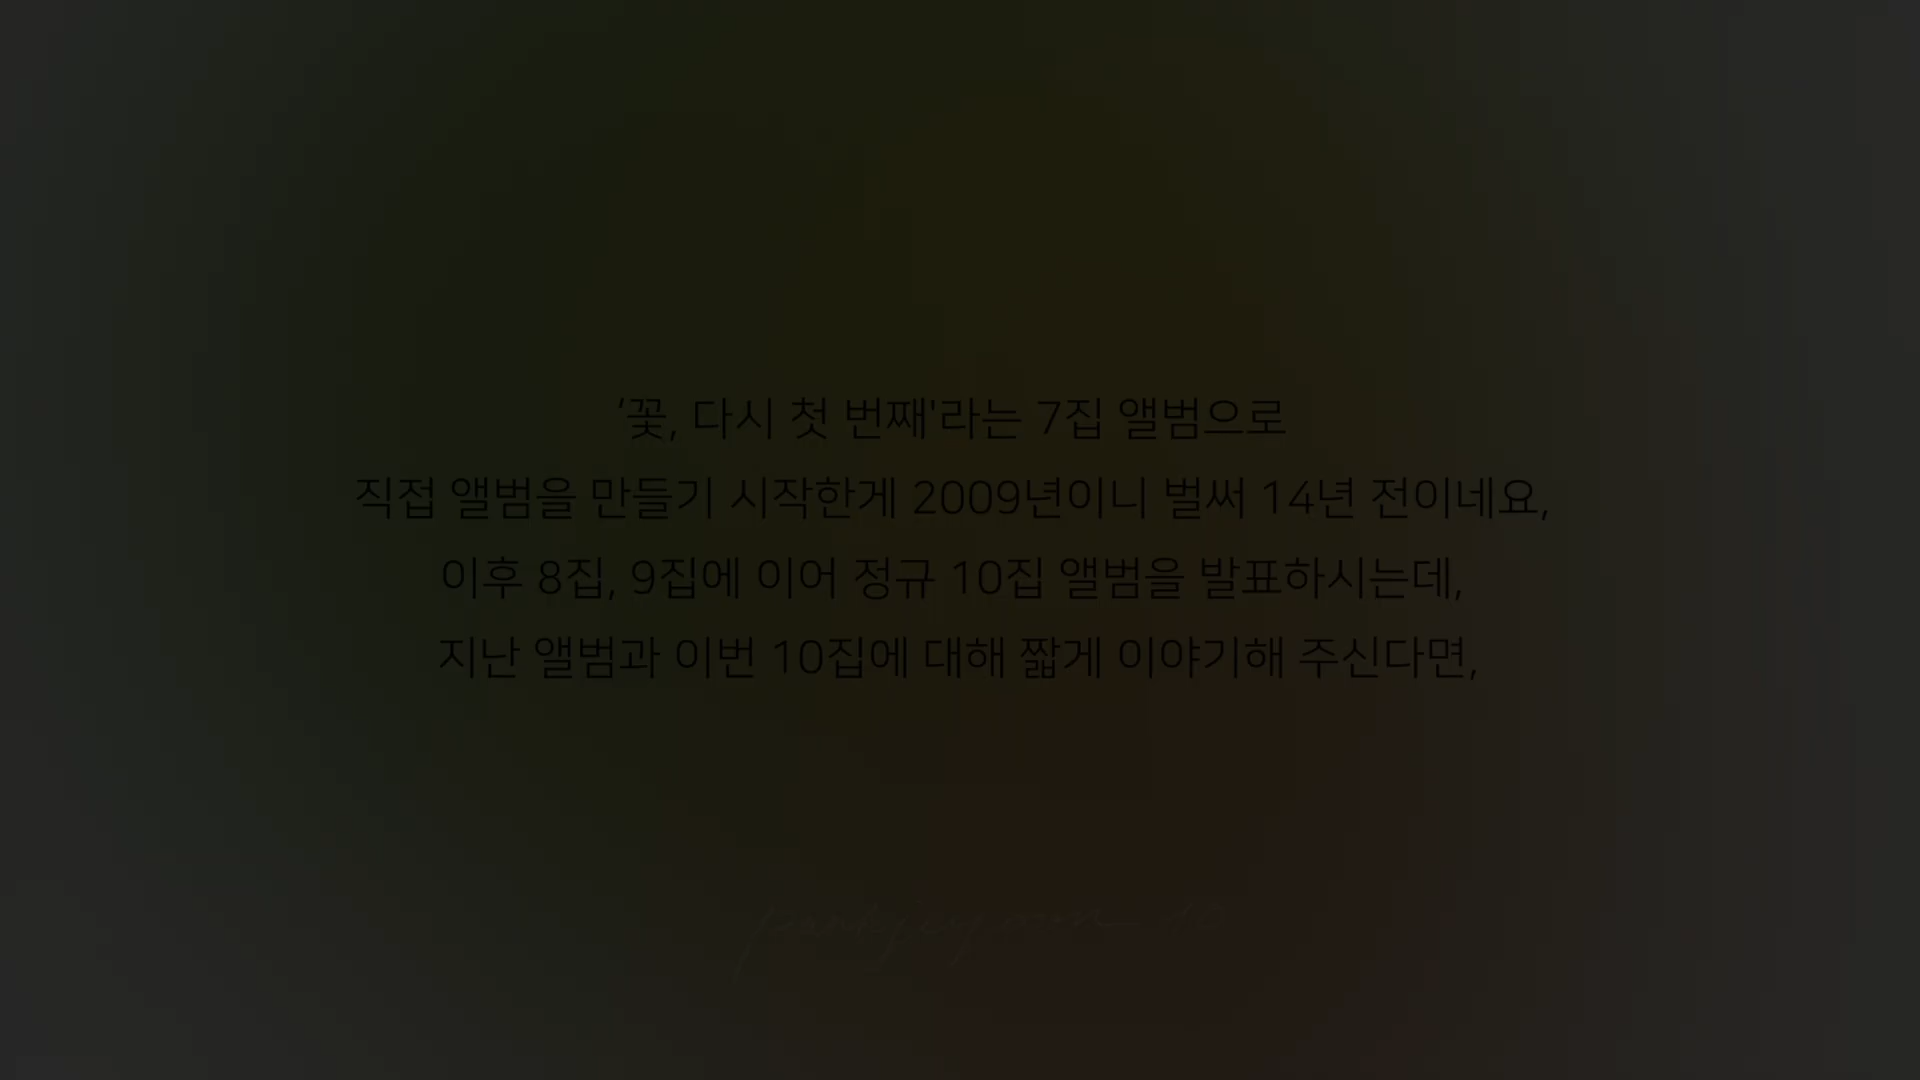 ‘꽃, 다시 첫 번째'라는 7집 앨범으로
직접 앨범을 만들기 시작한게 2009년이니 벌써 14년 전이네요,
이후 8집, 9집에 이어 정규 10집 앨범을 발표하시는데,
지난 앨범과 이번 10집에 대해 짧게 이야기해 주신다면,